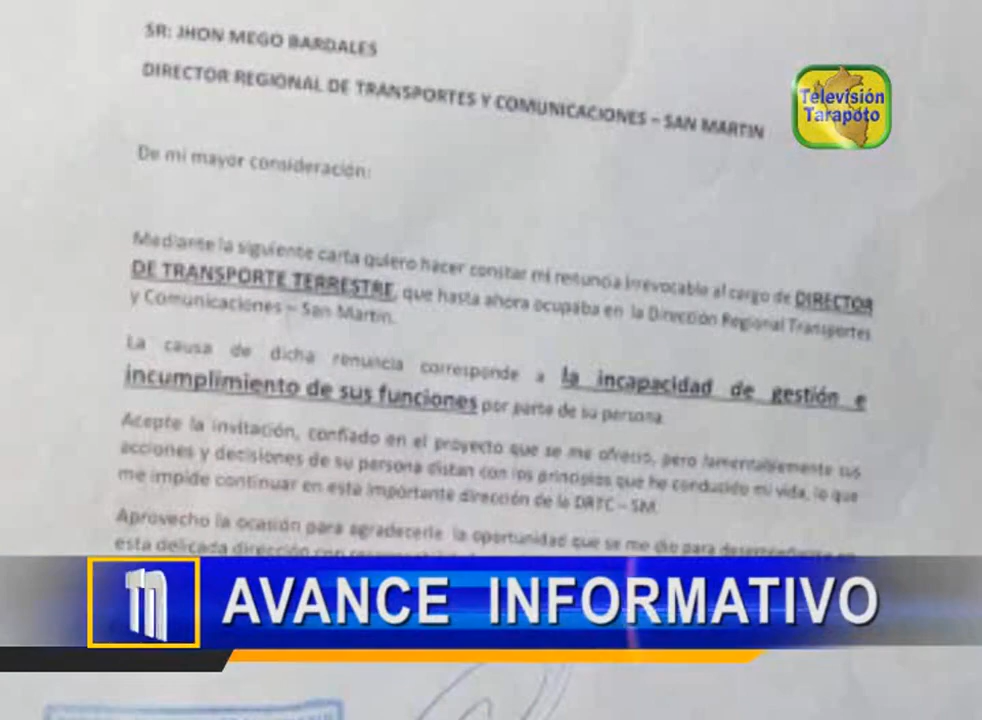 SR: JHON MEGO BARDALES
DIRECTOR REGIONAL DE TRANSPORTES Y COMUNICACIONES – SAN MARTIN
Televisión
Tarapoto
De mi mayor consideración:
Mediante la siguiente carta quiero hacer constar mi renuncia irrevocable al cargo de DIRECTOR
DE TRANSPORTE TERRESTRE, que hasta ahora ocupaba en la Dirección Regional Transportes
y Comunicaciones – San Martin.
La causa de dicha renuncia corresponde a la incapacidad de gestión e
incumplimiento de sus funciones por parte de su persona.
Acepte la invitación, confiado en el proyecto que se me ofreció, pero lamentablemente sus
acciones y decisiones de su persona distan con los principios que he conducido mi vida, lo que
me impide continuar en esta importante dirección de la DRTC – SM.
Aprovecho la ocasión para agradecerle la oportunidad que se me dio para
esta delicada dirección con
11 AVANCE INFORMATIVO